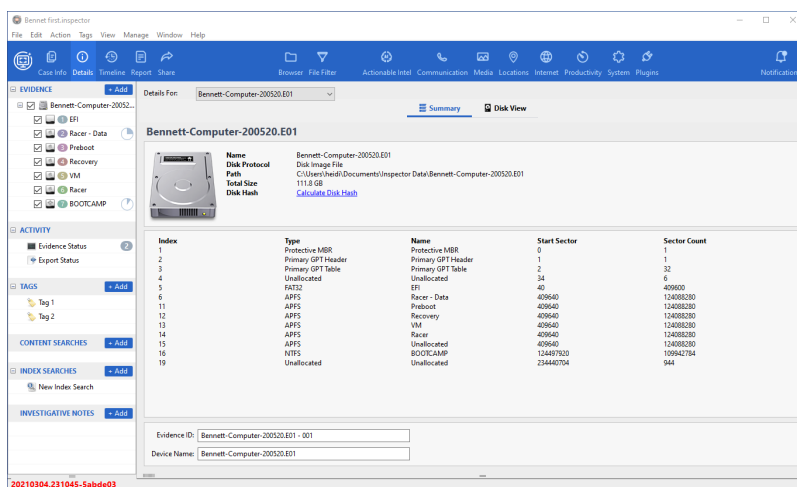 Bennet first.inspector
File Edit Action Tags View Manage Window Help
Case Info Details Timeline Report Share Browser File Filter Actionable Intel Communication Media Locations Internet Productivity System Plugins Notification
EVIDENCE + Add
Bennett-Computer-20052...
1 EFI
2 Racer - Data
3 Preboot
4 Recovery
5 VM
6 Racer
7 BOOTCAMP
ACTIVITY
Evidence Status 2
Export Status
TAGS + Add
Tag 1
Tag 2
CONTENT SEARCHES + Add
INDEX SEARCHES + Add
New Index Search
INVESTIGATIVE NOTES + Add
20210304.231045-5abde03
Details For: Bennett-Computer-200520.E01
Summary Disk View
Bennett-Computer-200520.E01
Name Bennett-Computer-200520.E01
Disk Protocol Disk Image File
Path C:\Users\heidi\Documents\Inspector Data\Bennett-Computer-200520.E01
Total Size 111.8 GB
Disk Hash Calculate Disk Hash
Index Type Name Start Sector Sector Count
1 Protective MBR Protective MBR 0 1
2 Primary GPT Header Primary GPT Header 1 1
3 Primary GPT Table Primary GPT Table 2 32
4 Unallocated Unallocated 34 6
5 FAT32 EFI 40 409600
6 APFS Racer - Data 409640 124088280
11 APFS Preboot 409640 124088280
12 APFS Recovery 409640 124088280
13 APFS VM 409640 124088280
14 APFS Racer 409640 124088280
15 APFS Unallocated 409640 124088280
16 NTFS BOOTCAMP 124497920 109942784
19 Unallocated Unallocated 234440704 944
Evidence ID: Bennett-Computer-200520.E01 - 001
Device Name: Bennett-Computer-200520.E01